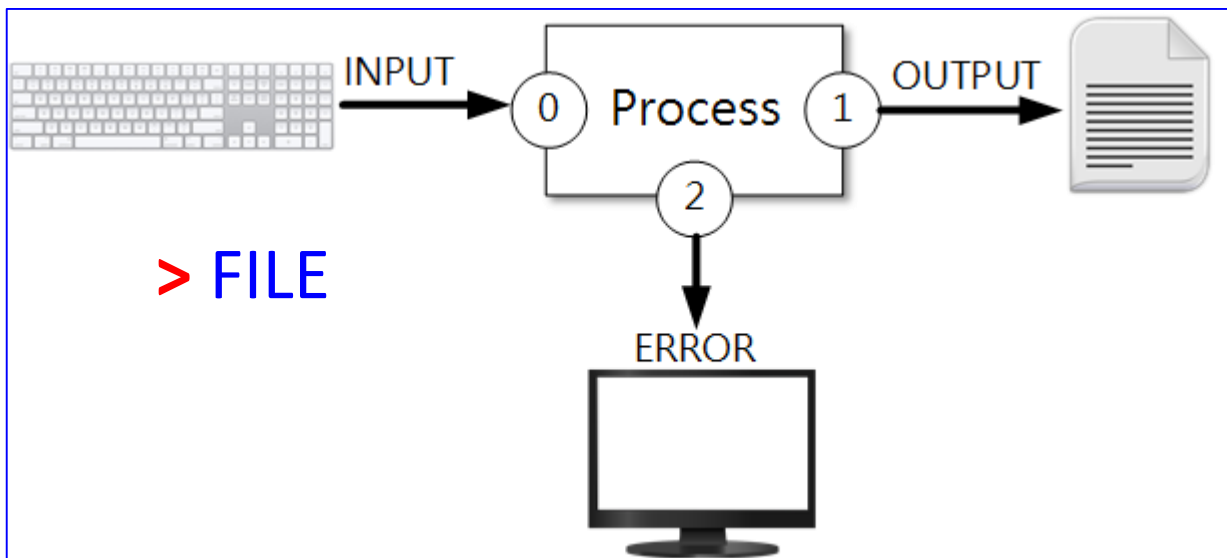 INPUT
0
Process
1
OUTPUT
2
> FILE
ERROR